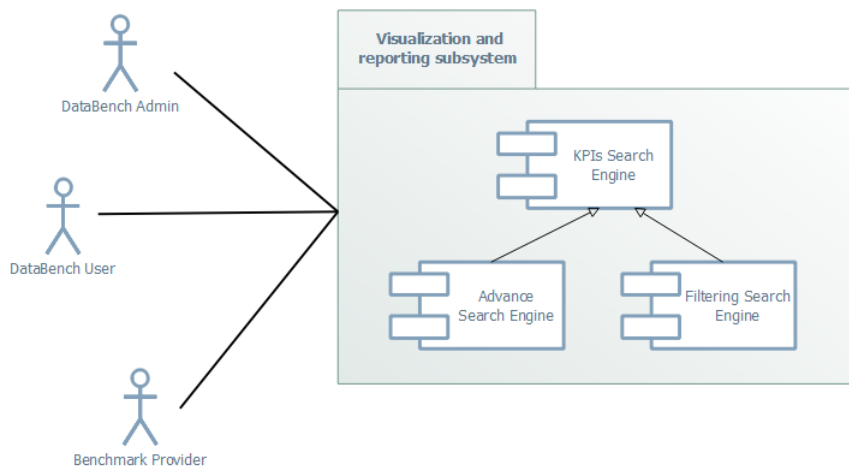 DataBench Admin
Visualization and
reporting subsystem
KPIs Search
Engine
DataBench User
Advance
Search Engine
Filtering Search
Engine
Benchmark Provider